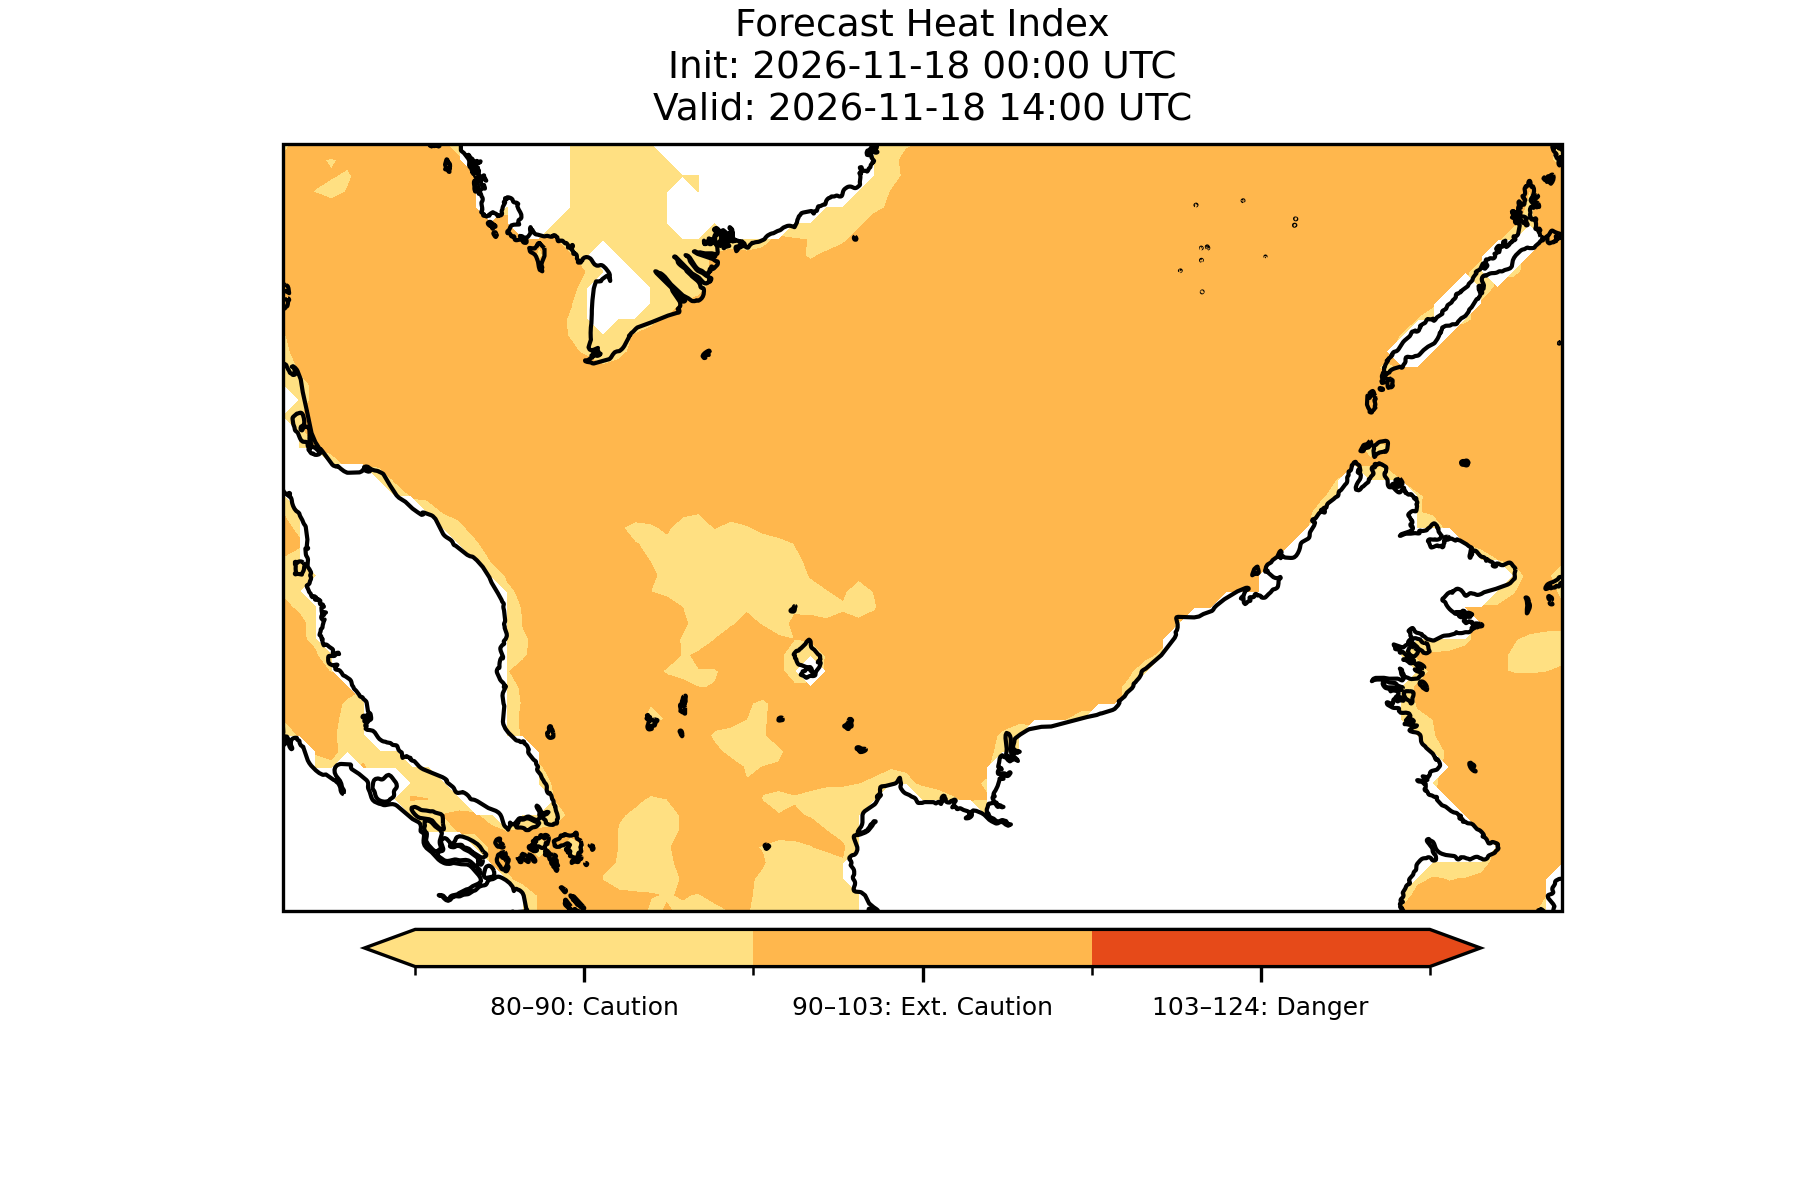 Forecast Heat Index
Init: 2026-11-18 00:00 UTC
Valid: 2026-11-18 14:00 UTC
80–90: Caution
90–103: Ext. Caution
103–124: Danger